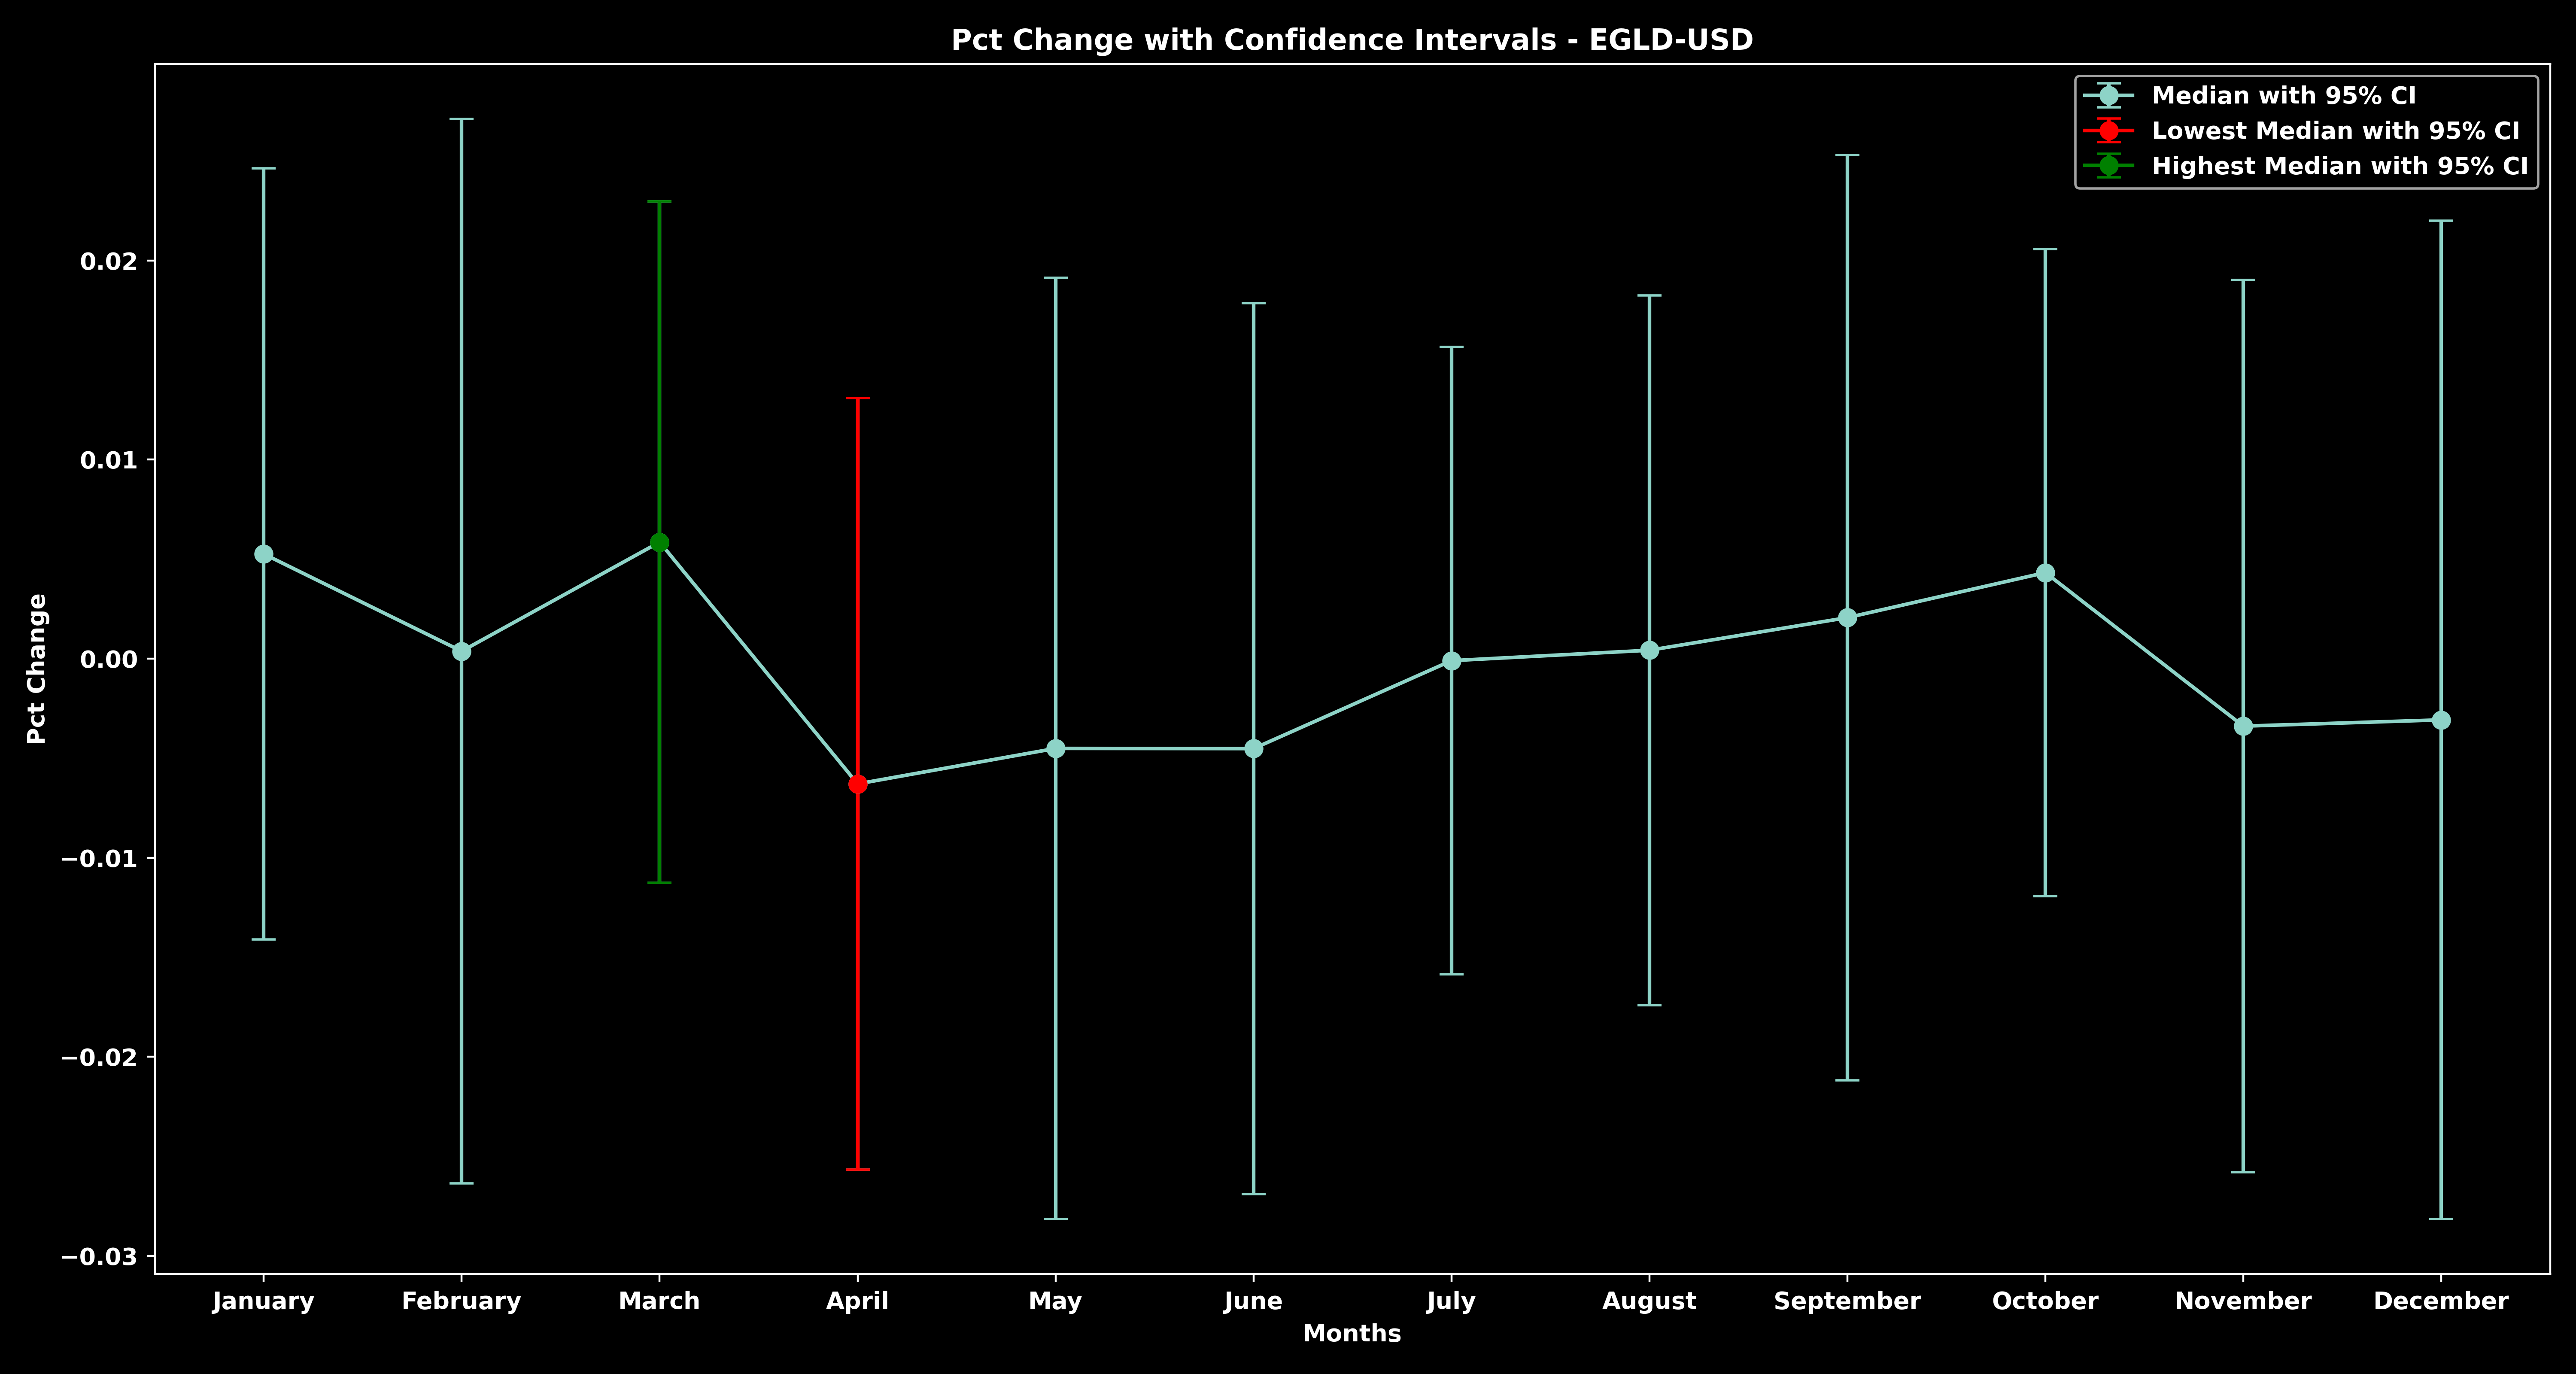 Pct Change with Confidence Intervals - EGLD-USD
Median with 95% CI
Lowest Median with 95% CI
Highest Median with 95% CI
Pct Change
0.02
0.01
0.00
−0.01
−0.02
−0.03
January February March April May June July August September October November December
Months